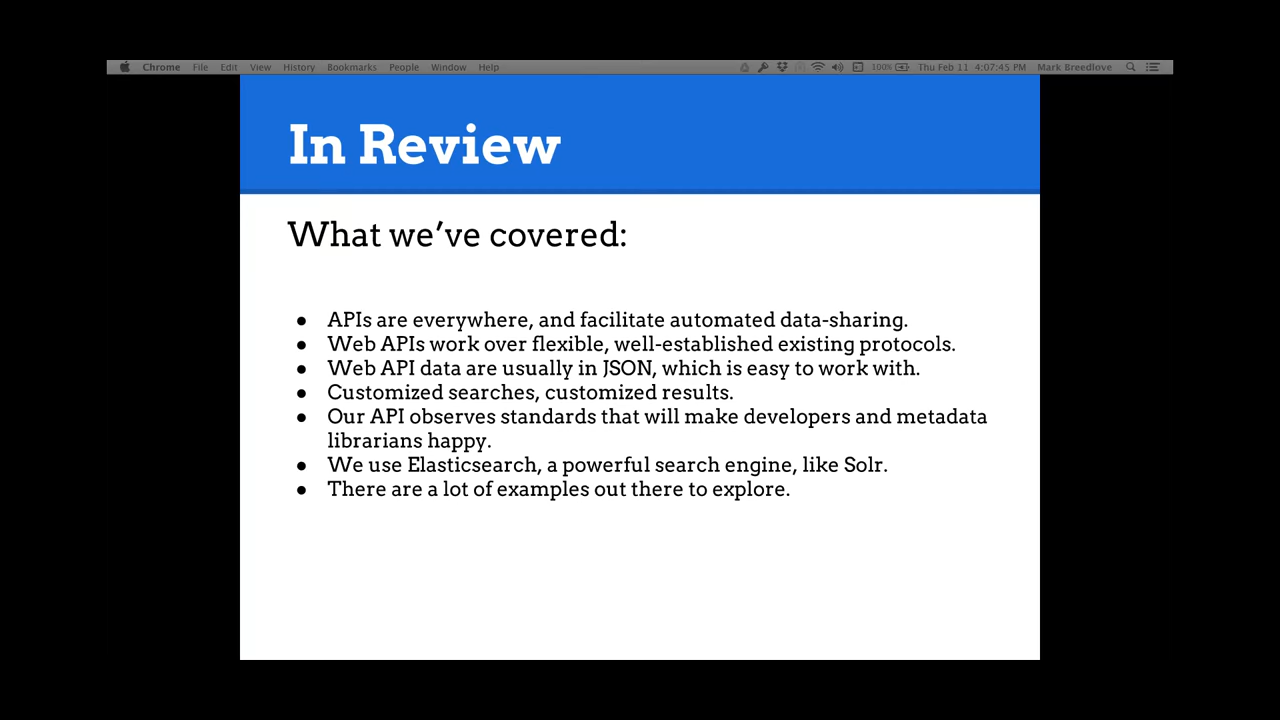 Chrome File Edit View History Bookmarks People Window Help 100% Thu Feb 11 4:07:45 PM Mark Breedlove
In Review
What we’ve covered:
● APIs are everywhere, and facilitate automated data-sharing.
● Web APIs work over flexible, well-established existing protocols.
● Web API data are usually in JSON, which is easy to work with.
● Customized searches, customized results.
● Our API observes standards that will make developers and metadata
librarians happy.
● We use Elasticsearch, a powerful search engine, like Solr.
● There are a lot of examples out there to explore.